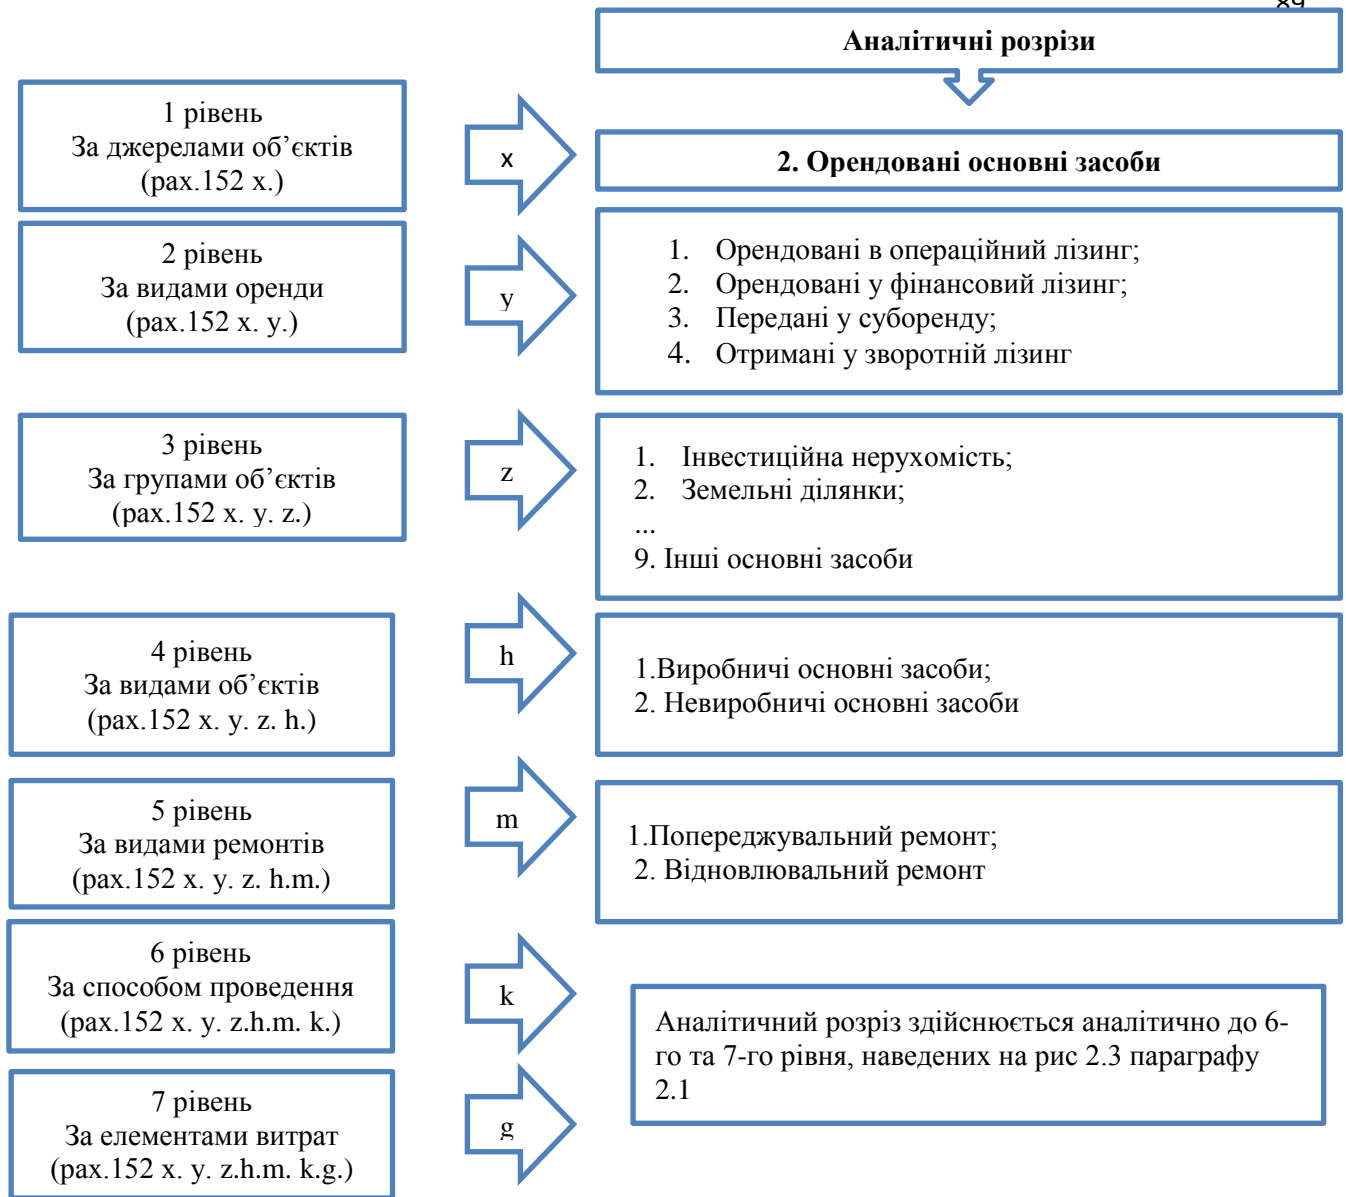 89
Аналітичні розрізи
1 рівень
За джерелами об’єктів
(рах.152 x.)
x
2. Орендовані основні засоби
2 рівень
За видами оренди
(рах.152 x. y.)
y
1. Орендовані в операційний лізинг;
2. Орендовані у фінансовий лізинг;
3. Передані у суборенду;
4. Отримані у зворотній лізинг
3 рівень
За групами об’єктів
(рах.152 x. y. z.)
z
1. Інвестиційна нерухомість;
2. Земельні ділянки;
...
9. Інші основні засоби
4 рівень
За видами об’єктів
(рах.152 x. y. z. h.)
h
1.Виробничі основні засоби;
2. Невиробничі основні засоби
5 рівень
За видами ремонтів
(рах.152 x. y. z. h.m.)
m
1.Попереджувальний ремонт;
2. Відновлювальний ремонт
6 рівень
За способом проведення
(рах.152 x. y. z.h.m. k.)
k
Аналітичний розріз здійснюється аналітично до 6-
го та 7-го рівня, наведених на рис 2.3 параграфу
2.1
7 рівень
За елементами витрат
(рах.152 x. y. z.h.m. k.g.)
g